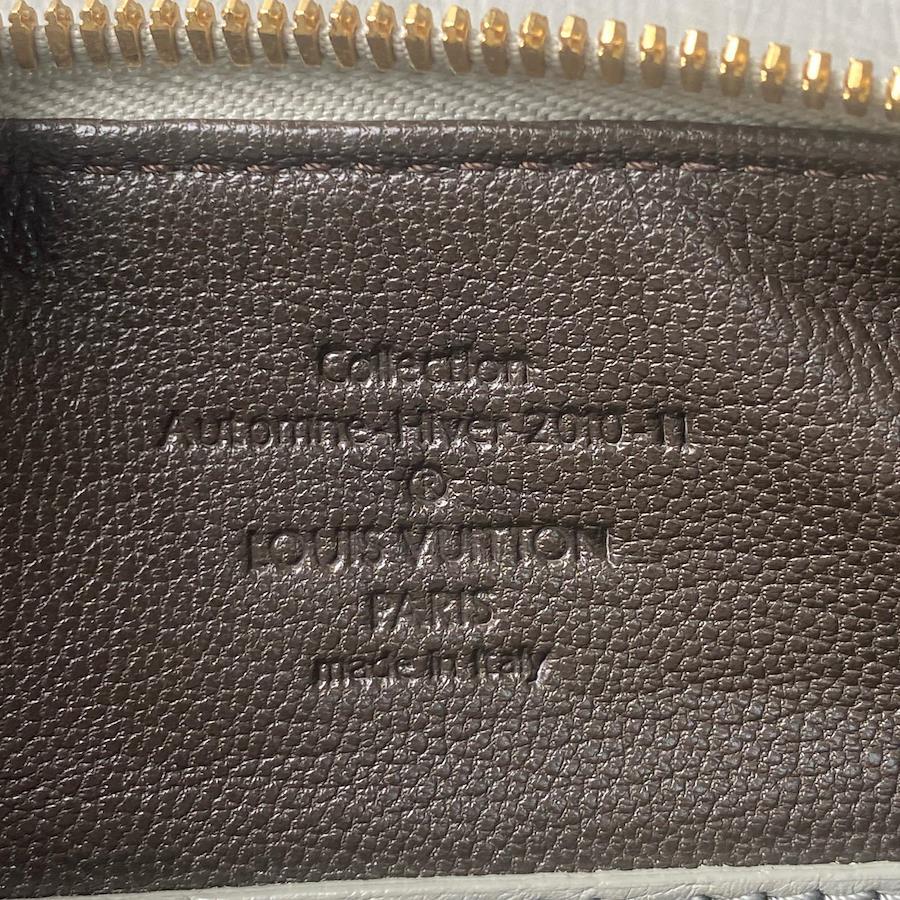 Collection
Automne-Hiver 2010-11
®
LOUIS VUITTON
PARIS
made in Italy